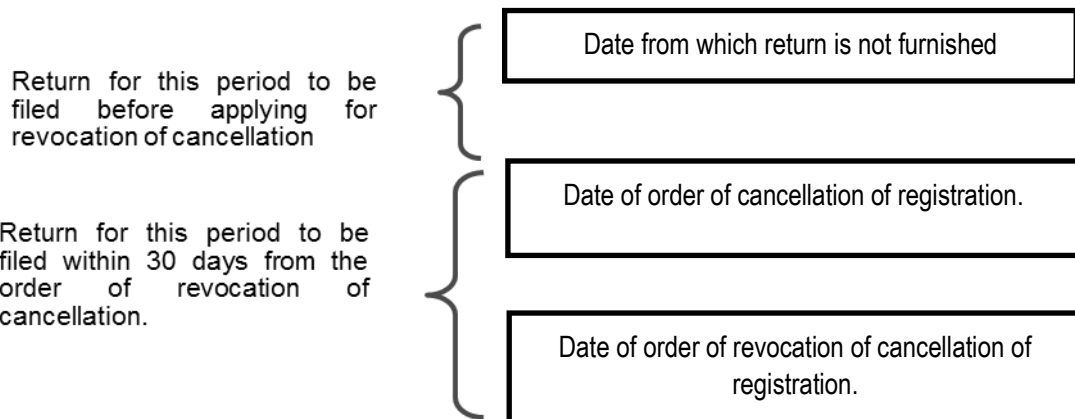 Date from which return is not furnished
Return for this period to be
filed before applying for
revocation of cancellation
Date of order of cancellation of registration.
Return for this period to be
filed within 30 days from the
order of revocation of
cancellation.
Date of order of revocation of cancellation of
registration.